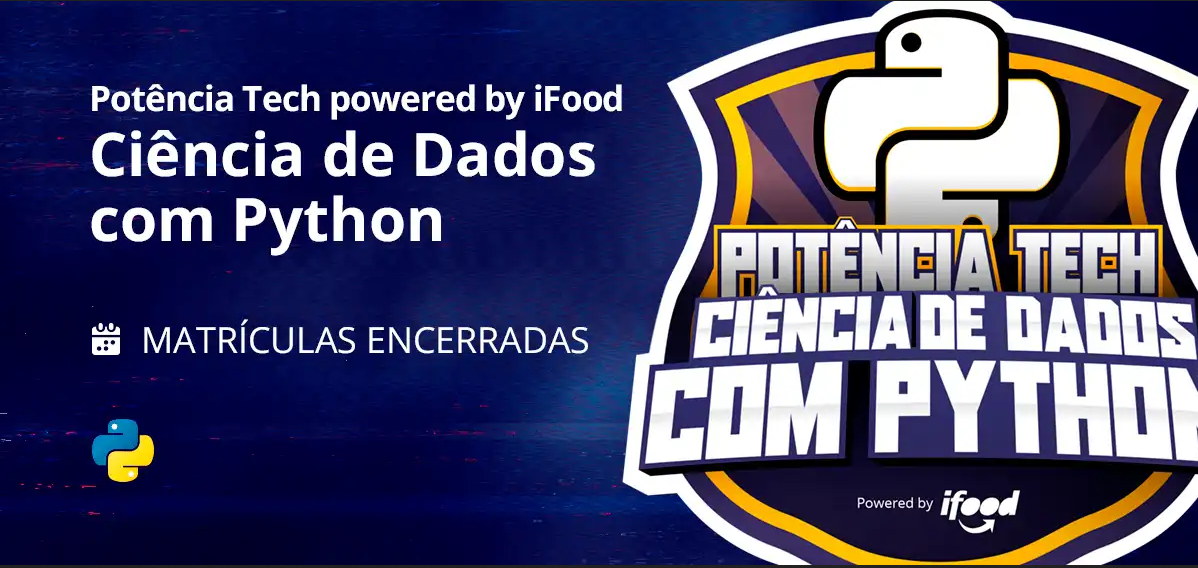 Potência Tech powered by iFood
Ciência de Dados
com Python
MATRÍCULAS ENCERRADAS
POTÊNCIA TECH
CIÊNCIA DE DADOS
COM PYTHON
Powered by ifood